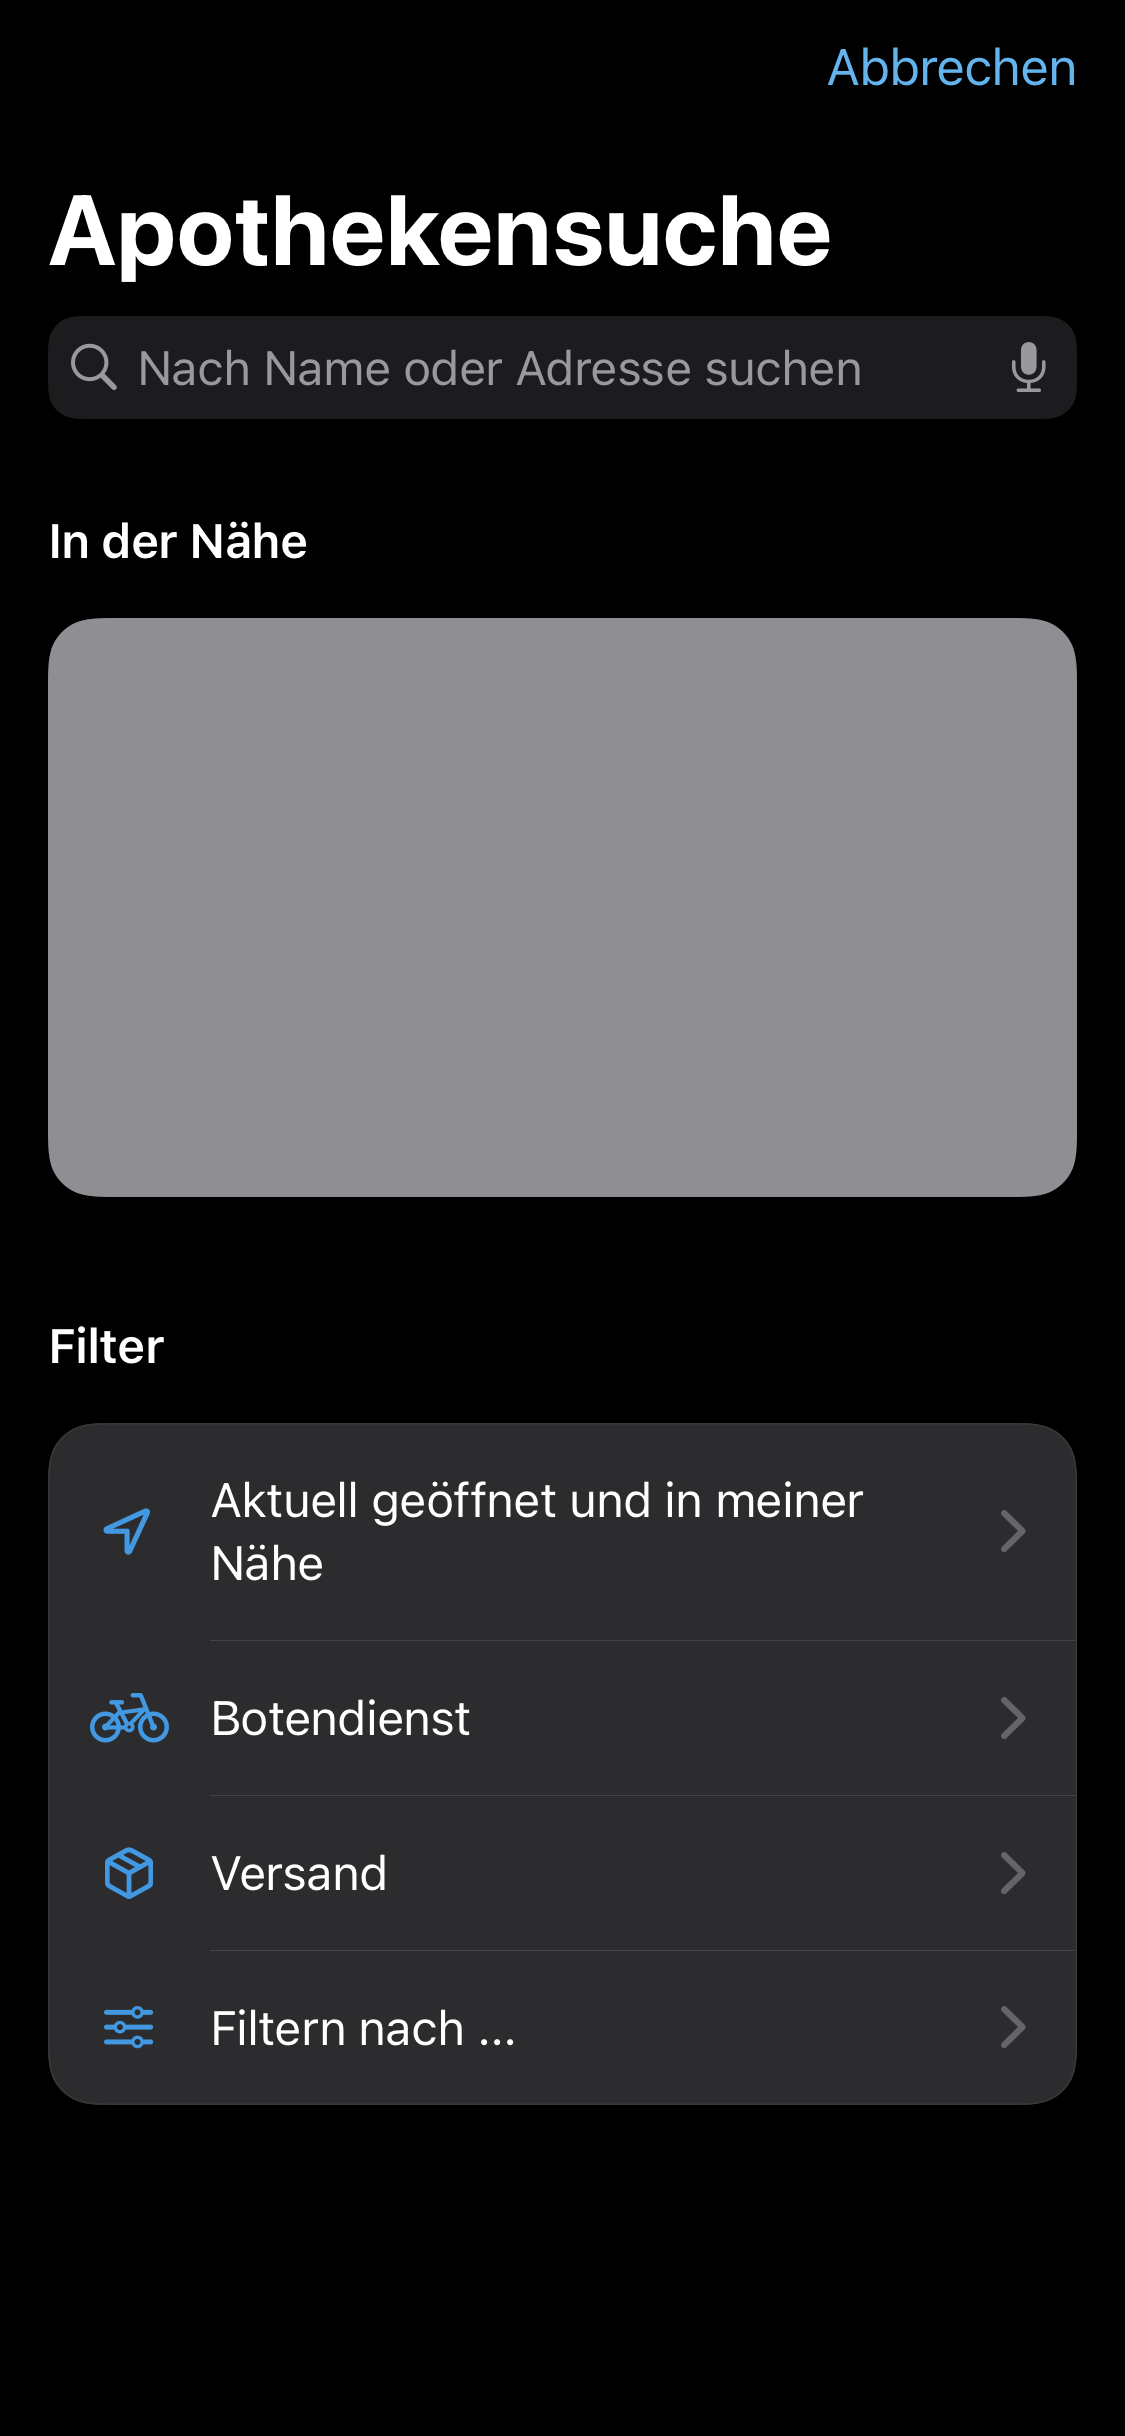 Abbrechen
Apothekensuche
Nach Name oder Adresse suchen
In der Nähe
Filter
Aktuell geöffnet und in meiner
Nähe
Botendienst
Versand
Filtern nach ...